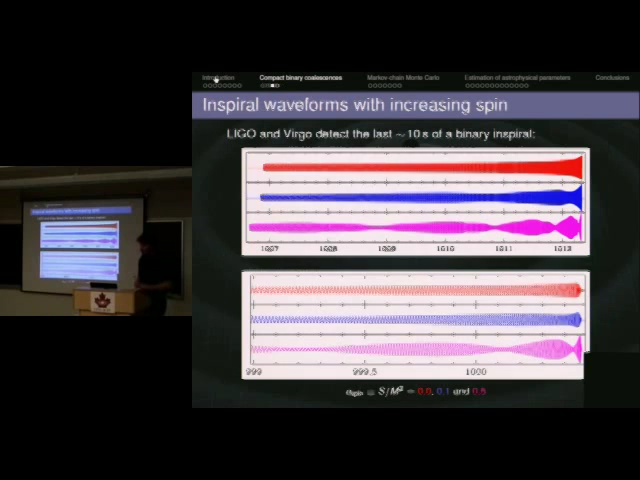 Introduction Compact binary coalescences Markov-chain Monte Carlo Estimation of astrophysical parameters Conclusions
Inspiral waveforms with increasing spin
LIGO and Virgo detect the last ~10 s of a binary inspiral:
1007 1008 1009 1010 1011 1012
999 999.5 1000
a_spin ≡ S/M² = 0.0, 0.1 and 0.5